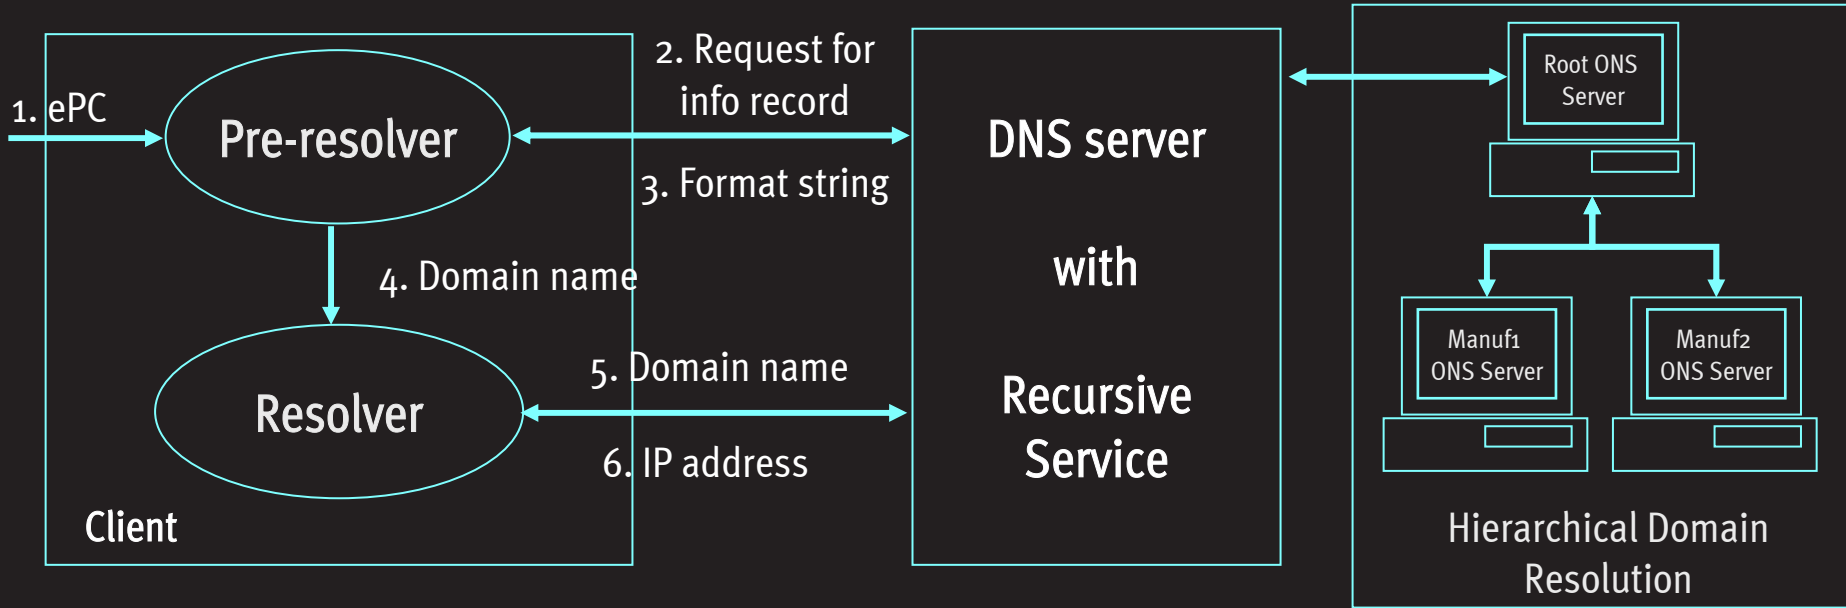 1. ePC
Pre-resolver
2. Request for
info record
3. Format string
4. Domain name
Resolver
5. Domain name
6. IP address
Client
DNS server
with
Recursive
Service
Root ONS
Server
Manuf1
ONS Server
Manuf2
ONS Server
Hierarchical Domain
Resolution